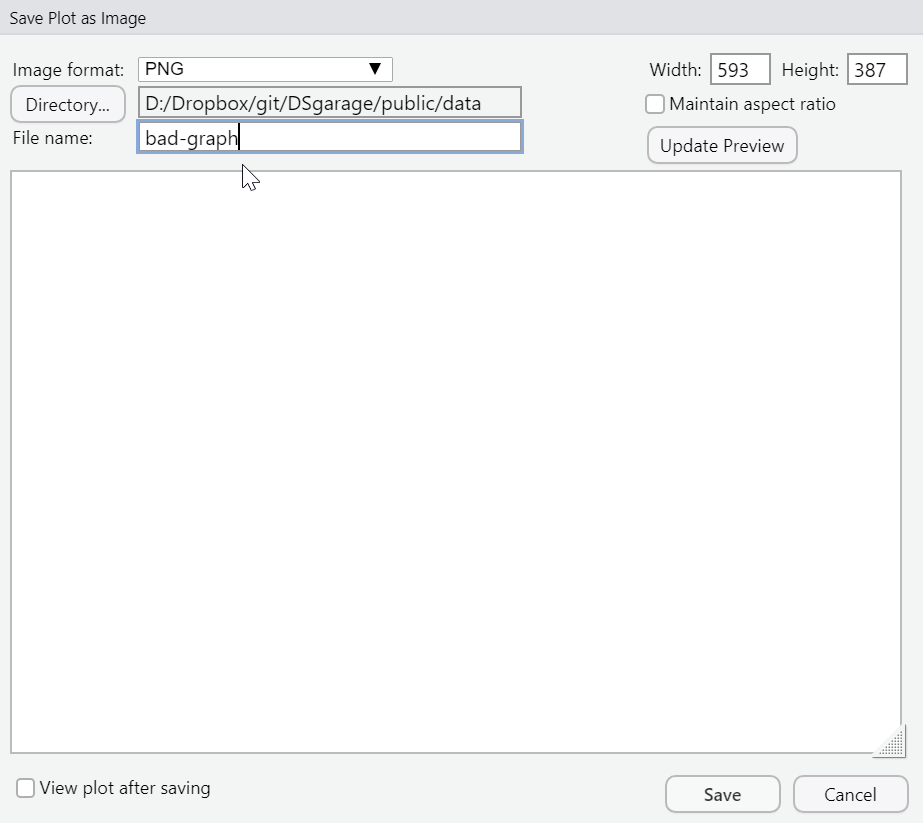 Save Plot as Image
Image format: PNG ▼ Width: 593 Height: 387
Directory... D:/Dropbox/git/DSgarage/public/data Maintain aspect ratio
File name: bad-graph Update Preview
View plot after saving Save Cancel